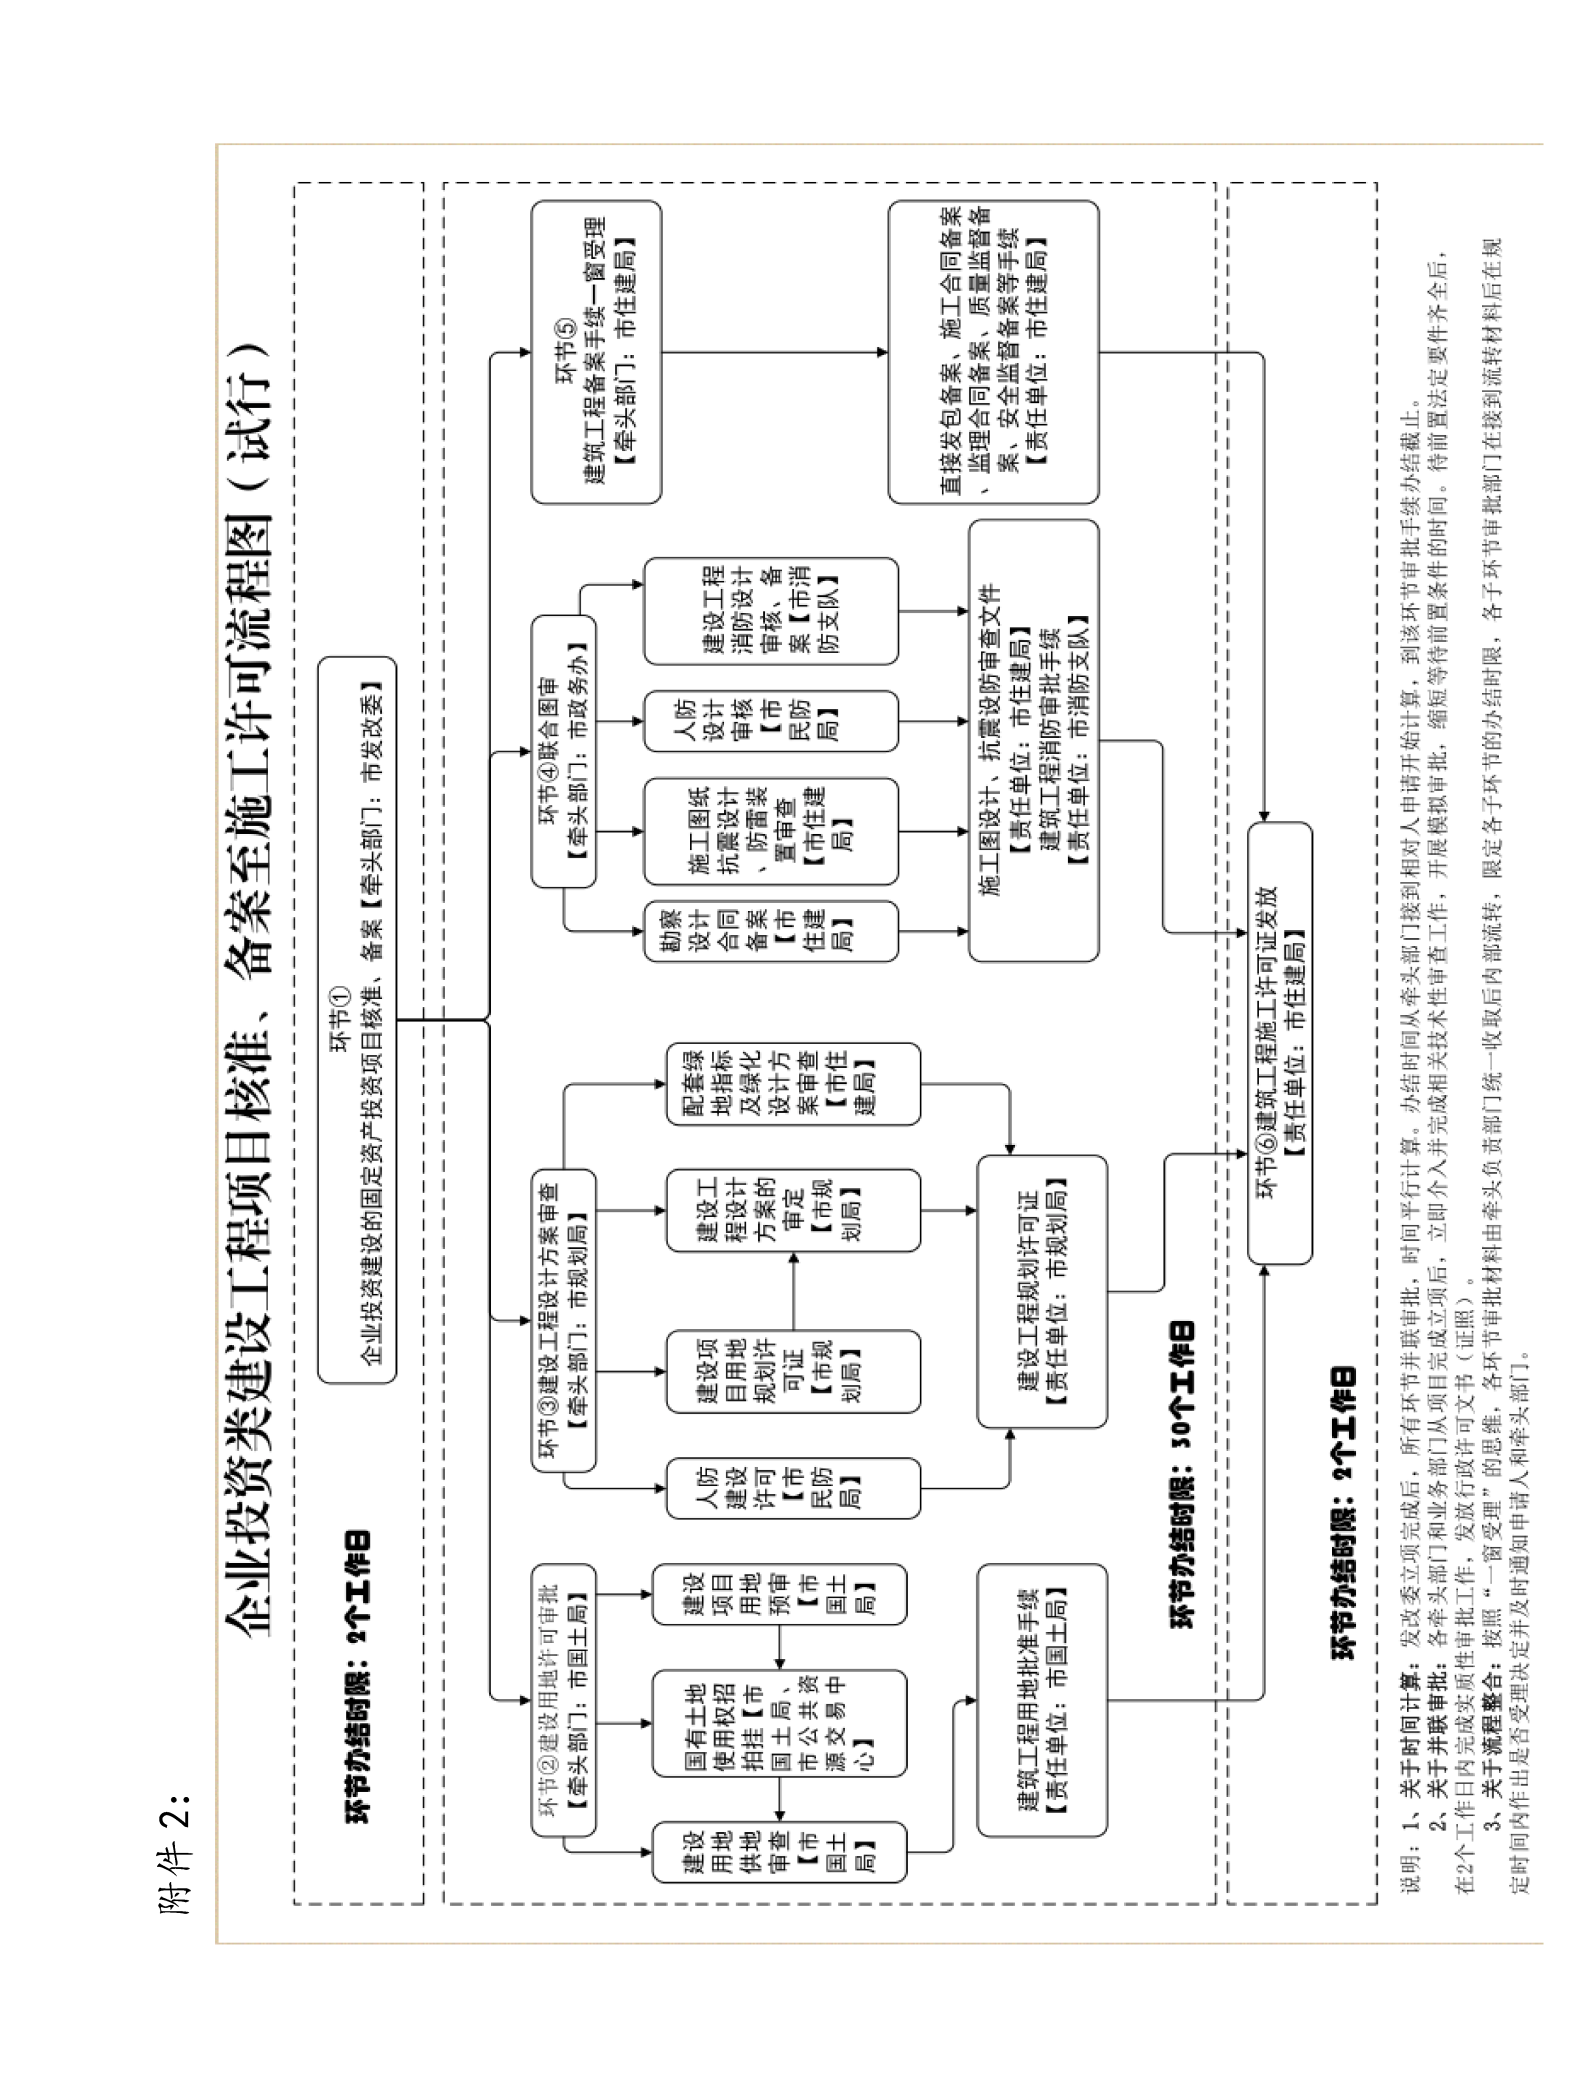 附件2：
企业投资类建设工程项目核准、备案至施工许可流程图（试行）
环节办结时限：2个工作日
环节①
企业投资建设的固定资产投资项目核准、备案【牵头部门：市发改委】
环节②建设用地许可审批
【牵头部门：市国土局】
环节③建设工程设计方案审查
【牵头部门：市规划局】
环节④联合图审
【牵头部门：市政务办】
环节⑤
建筑工程备案手续一窗受理
【牵头部门：市住建局】
建设
用地
供地
审查
【市
国土
局】
国有土地
使用权招
拍挂【市
国土局、
市公共资
源交易中
心】
建设
项目
用地
预审
【市
国土
局】
人防
建设
许可
【市
民防
局】
建设项
目用地
规划许
可证
【市规
划局】
建设工
程设计
方案的
审定
【市规
划局】
配套绿
地指标
及绿化
设计方
案审查
【市住
建局】
勘察
设计
合同
备案
【市
住建
局】
施工图纸
抗震设计
、防雷装
置审查
【市住建
局】
人防
设计
审核
【市
民防
局】
建设工程
消防设计
审核、备
案【市消
防支队】
建筑工程用地批准手续
【责任单位：市国土局】
建设工程规划许可证
【责任单位：市规划局】
施工图设计、抗震设防审查文件
【责任单位：市住建局】
建筑工程消防审批手续
【责任单位：市消防支队】
直接发包备案、施工合同备案
、监理合同备案、质量监督备
案、安全监督备案等手续
【责任单位：市住建局】
环节办结时限：30个工作日
环节⑥建筑工程施工许可证发放
【责任单位：市住建局】
环节办结时限：2个工作日
说明：1、关于时间计算：发改委立项完成后，所有环节并联审批，时间平行计算。办结时间从牵头部门接到相对人申请开始计算，到该环节审批手续办结截止。
2、关于并联审批：各牵头部门和业务部门从项目完成立项后，立即介入并完成相关技术性审查工作，开展模拟审批，缩短等待前置条件的时间。待前置法定要件齐全后，
在2个工作日内完成实质性审批工作，发放行政许可文书（证照）。
3、关于流程整合：按照“一窗受理”的思维，各环节审批材料由牵头负责部门统一收取后内部流转，限定各子环节的办结时限，各子环节审批部门在接到流转材料后在规
定时间内作出是否受理决定并及时通知申请人和牵头部门。